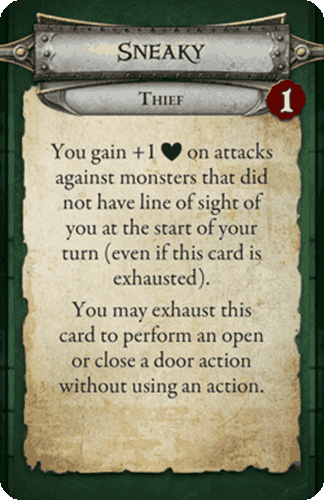 Sneaky
Thief
1
You gain +1 ♥ on attacks
against monsters that did
not have line of sight of
you at the start of your
turn (even if this card is
exhausted).
You may exhaust this
card to perform an open
or close a door action
without using an action.